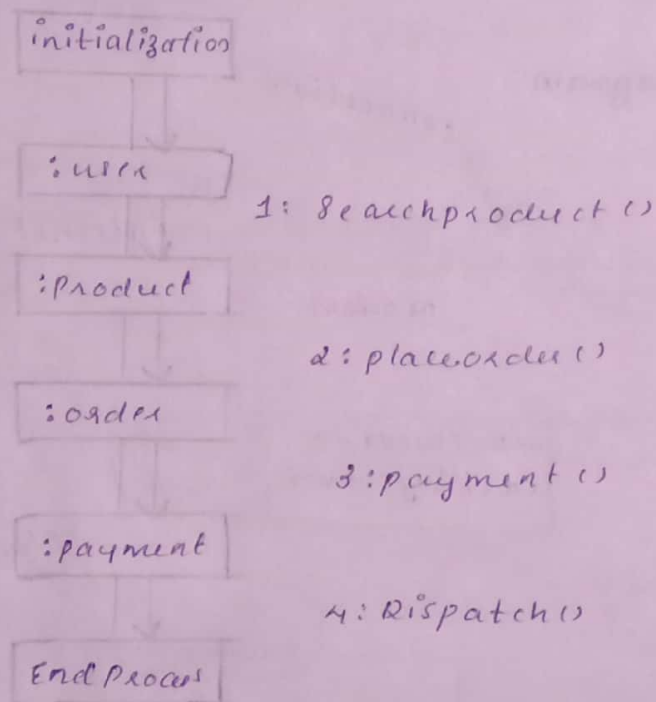 initialization
:user
1: Searchproduct()
:product
2: placeorder()
:order
3:payment()
:payment
4: Dispatch()
End Process